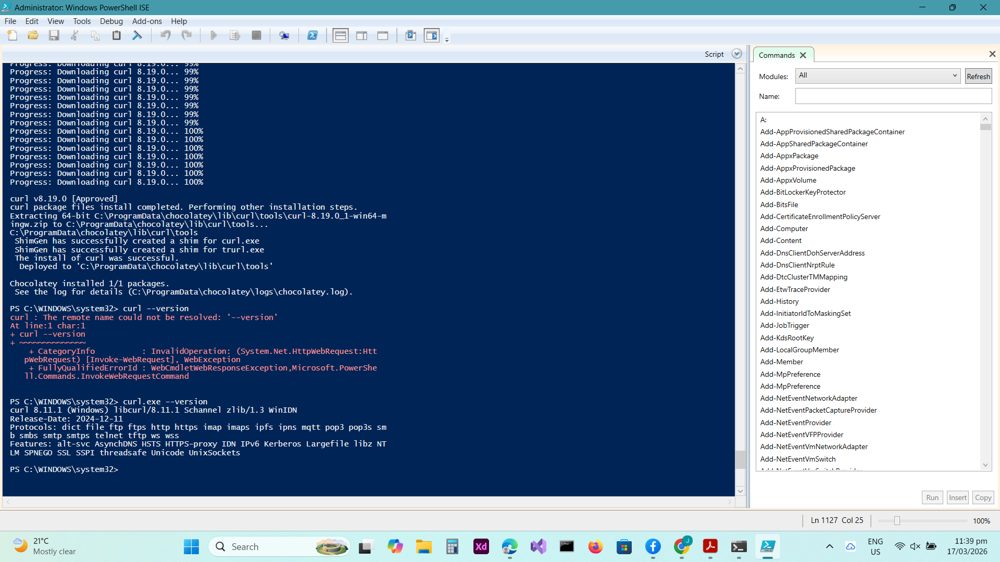 Administrator: Windows PowerShell ISE
File Edit View Tools Debug Add-ons Help
Script
Progress: Downloading curl 8.19.0... 99%
Progress: Downloading curl 8.19.0... 99%
Progress: Downloading curl 8.19.0... 99%
Progress: Downloading curl 8.19.0... 99%
Progress: Downloading curl 8.19.0... 99%
Progress: Downloading curl 8.19.0... 99%
Progress: Downloading curl 8.19.0... 99%
Progress: Downloading curl 8.19.0... 99%
Progress: Downloading curl 8.19.0... 100%
Progress: Downloading curl 8.19.0... 100%
Progress: Downloading curl 8.19.0... 100%
Progress: Downloading curl 8.19.0... 100%
Progress: Downloading curl 8.19.0... 100%
Progress: Downloading curl 8.19.0... 100%
Progress: Downloading curl 8.19.0... 100%
curl v8.19.0 [Approved]
curl package files install completed. Performing other installation steps.
Extracting 64-bit C:\ProgramData\chocolatey\lib\curl\tools\curl-8.19.0_1-win64-m
ingw.zip to C:\ProgramData\chocolatey\lib\curl\tools...
C:\ProgramData\chocolatey\lib\curl\tools
ShimGen has successfully created a shim for curl.exe
ShimGen has successfully created a shim for trurl.exe
The install of curl was successful.
Deployed to 'C:\ProgramData\chocolatey\lib\curl\tools'
Chocolatey installed 1/1 packages.
See the log for details (C:\ProgramData\chocolatey\logs\chocolatey.log).
PS C:\WINDOWS\system32> curl --version
curl : The remote name could not be resolved: '--version'
At line:1 char:1
+ curl --version
+ ~~~~~~~~~~~~~~
+ CategoryInfo : InvalidOperation: (System.Net.HttpWebRequest:Htt
pWebRequest) [Invoke-WebRequest], WebException
+ FullyQualifiedErrorId : WebCmdletWebResponseException,Microsoft.PowerShe
ll.Commands.InvokeWebRequestCommand
PS C:\WINDOWS\system32> curl.exe --version
curl 8.11.1 (Windows) libcurl/8.11.1 Schannel zlib/1.3 WinIDN
Release-Date: 2024-12-11
Protocols: dict file ftp ftps http https imap imaps ipfs ipns mqtt pop3 pop3s sm
b smbs smtp smtps telnet tftp ws wss
Features: alt-svc AsynchDNS HSTS HTTPS-proxy IDN IPv6 Kerberos Largefile libz NT
LM SPNEGO SSL SSPI threadsafe Unicode UnixSockets
PS C:\WINDOWS\system32>
Commands
Modules: All Refresh
Name:
A:
Add-AppProvisionedSharedPackageContainer
Add-AppSharedPackageContainer
Add-AppxPackage
Add-AppxProvisionedPackage
Add-AppxVolume
Add-BitLockerKeyProtector
Add-BitsFile
Add-CertificateEnrollmentPolicyServer
Add-Computer
Add-Content
Add-DnsClientDohServerAddress
Add-DnsClientNrptRule
Add-DtcClusterTMMapping
Add-EtwTraceProvider
Add-History
Add-InitiatorIdToMaskingSet
Add-JobTrigger
Add-KdsRootKey
Add-LocalGroupMember
Add-Member
Add-MpPreference
Add-MpPreference
Add-NetEventNetworkAdapter
Add-NetEventPacketCaptureProvider
Add-NetEventProvider
Add-NetEventVFPProvider
Add-NetEventVmNetworkAdapter
Add-NetEventVmSwitch
Add-NetEventVmSwitchProvider
Run Insert Copy
Ln 1127 Col 25
100%
21°C
Mostly clear
Search
Xd
J
ENG
US
11:39 pm
17/03/2026